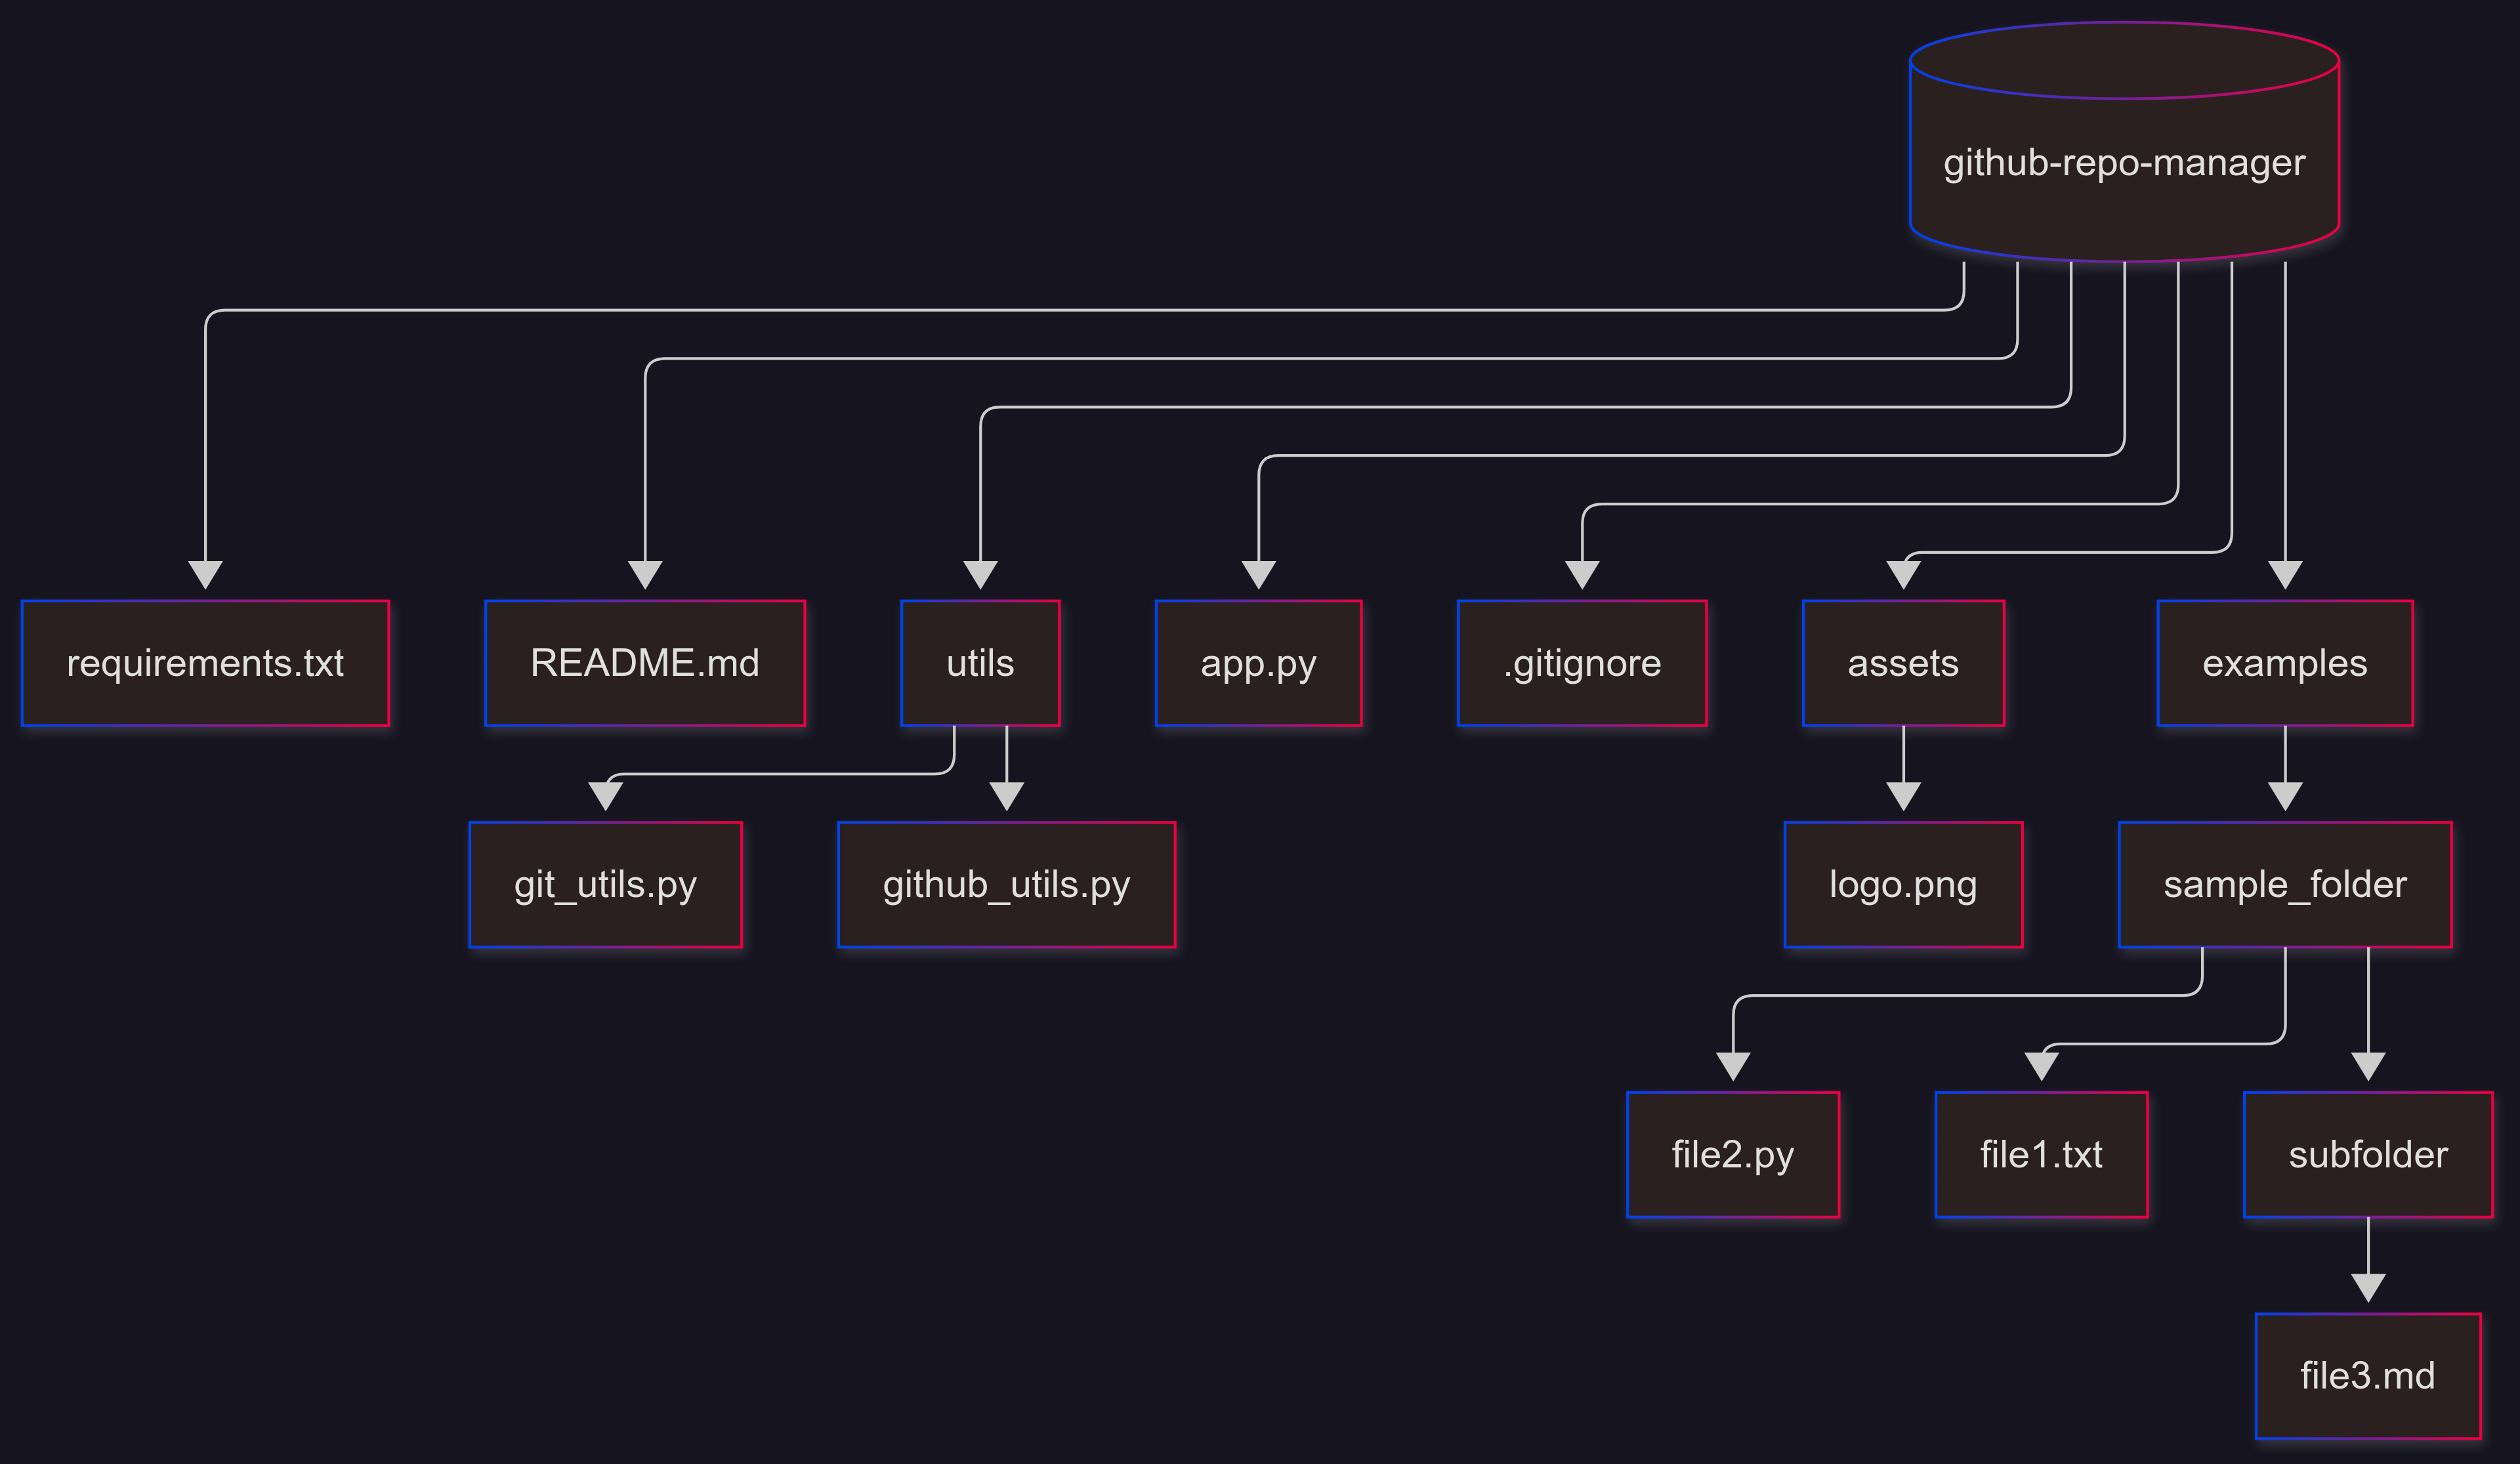 github-repo-manager
requirements.txt
README.md
utils
app.py
.gitignore
assets
examples
git_utils.py
github_utils.py
logo.png
sample_folder
file2.py
file1.txt
subfolder
file3.md